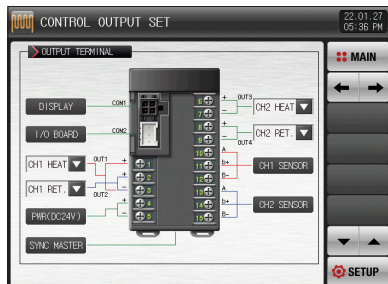 CONTROL OUTPUT SET
22.01.27
05:36 PM
OUTPUT TERMINAL
MAIN
DISPLAY
COM1
I/O BOARD
COM2
CH1 HEAT
OUT1
+
CH1 RET.
OUT2
-
PWR(DC24V)
+
-
SYNC MASTER
1
2
3
4
5
6
7
8
9
10
11
12
13
14
15
+
OUT3
-
CH2 HEAT
+
-
OUT4
CH2 RET.
A
b+
B-
CH1 SENSOR
A
b+
B-
CH2 SENSOR
SETUP